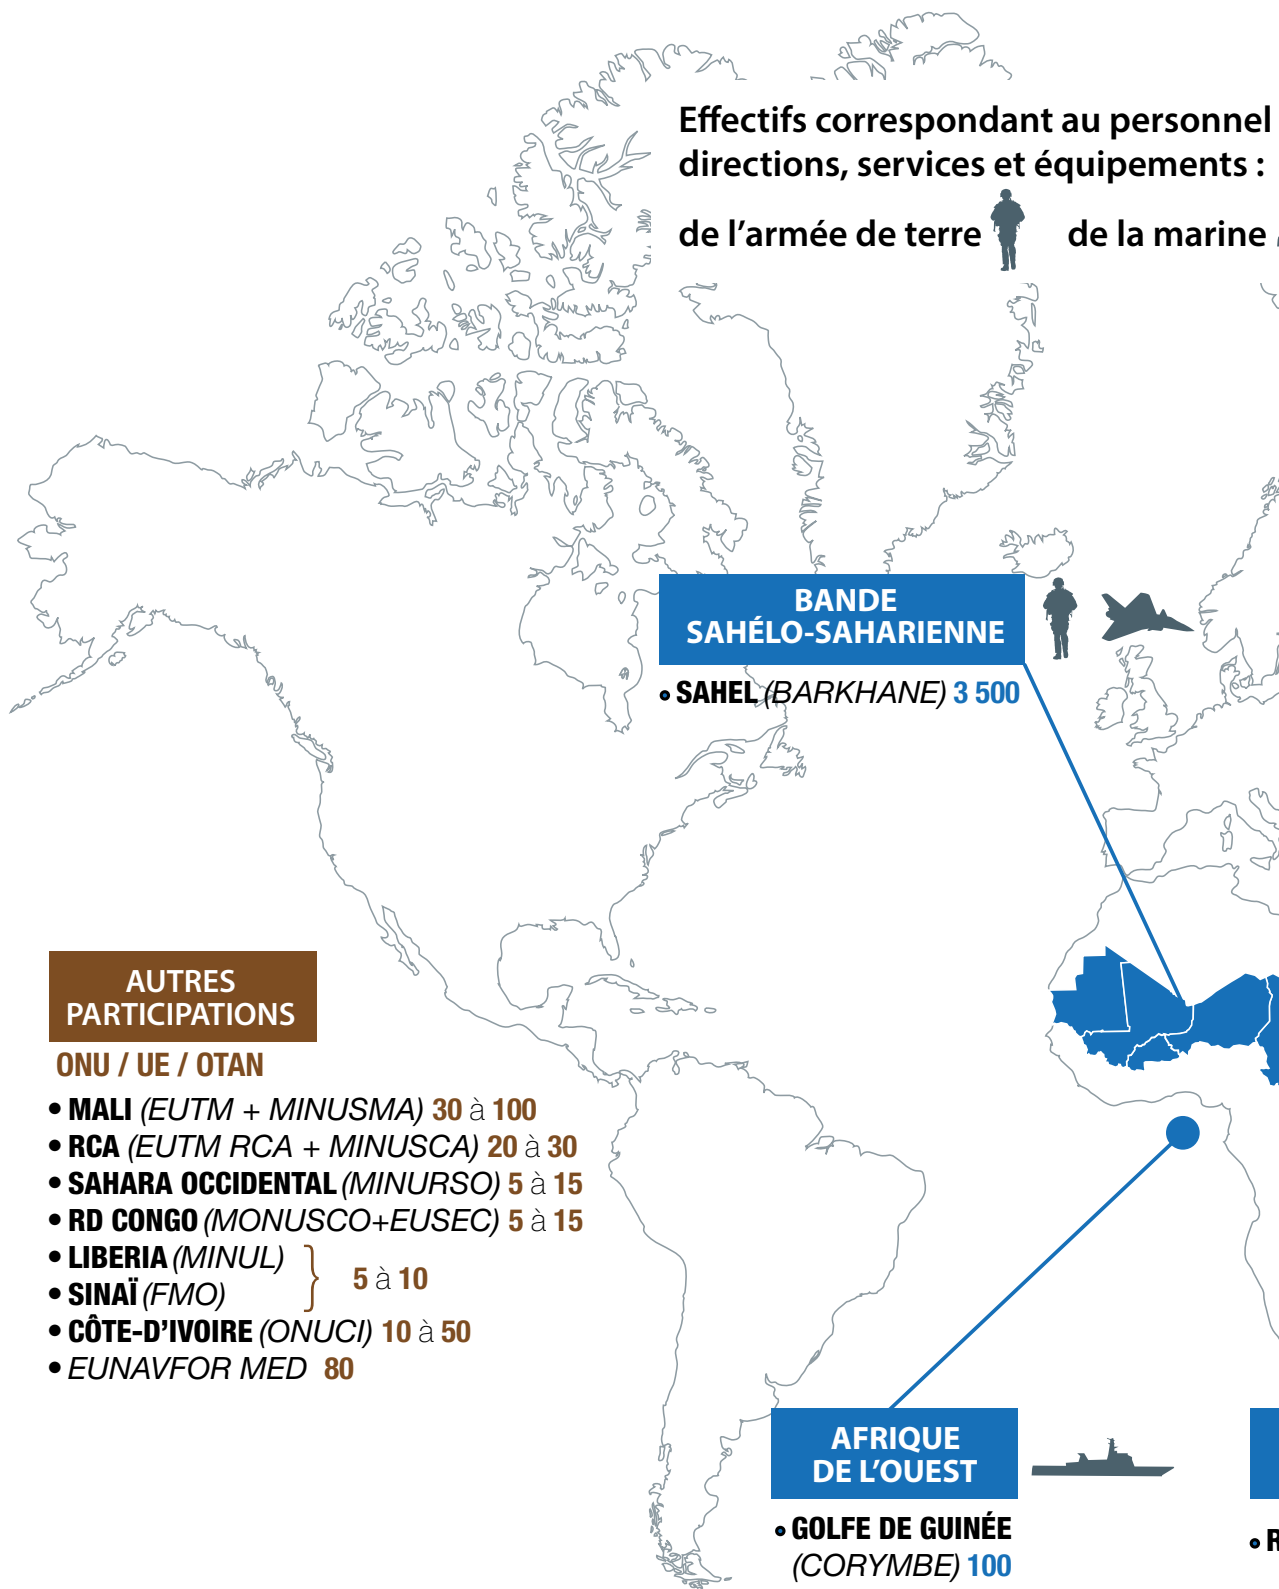 Effectifs correspondant au personnel
directions, services et équipements :
de l’armée de terre de la marine
BANDE
SAHÉLO-SAHARIENNE
• SAHEL (BARKHANE) 3 500
AUTRES
PARTICIPATIONS
ONU / UE / OTAN
• MALI (EUTM + MINUSMA) 30 à 100
• RCA (EUTM RCA + MINUSCA) 20 à 30
• SAHARA OCCIDENTAL (MINURSO) 5 à 15
• RD CONGO (MONUSCO+EUSEC) 5 à 15
• LIBERIA (MINUL)
• SINAÏ (FMO)
5 à 10
• CÔTE-D’IVOIRE (ONUCI) 10 à 50
• EUNAVFOR MED 80
AFRIQUE
DE L’OUEST
• GOLFE DE GUINÉE
(CORYMBE) 100